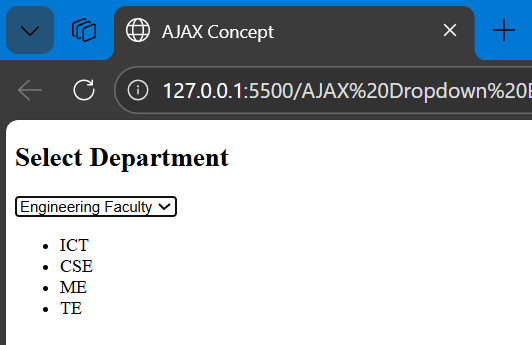 AJAX Concept
127.0.0.1:5500/AJAX%20Dropdown%20
Select Department
Engineering Faculty
ICT
CSE
ME
TE